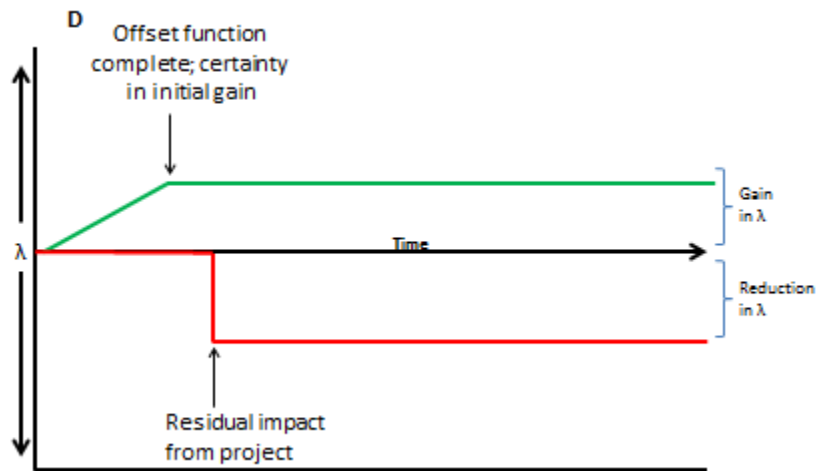 D
Offset function
complete; certainty
in initial gain
Gain
in λ
λ
Time
Reduction
in λ
Residual impact
from project